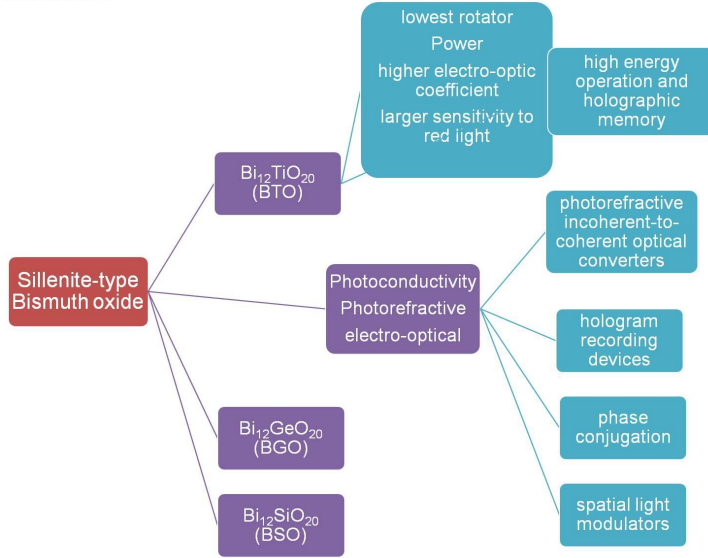 Sillenite-type
Bismuth oxide
Bi₁₂TiO₂₀
(BTO)
lowest rotator
Power
higher electro-optic
coefficient
larger sensitivity to
red light
high energy
operation and
holographic
memory
Photoconductivity
Photorefractive
electro-optical
photorefractive
incoherent-to-
coherent optical
converters
hologram
recording
devices
phase
conjugation
spatial light
modulators
Bi₁₂GeO₂₀
(BGO)
Bi₁₂SiO₂₀
(BSO)